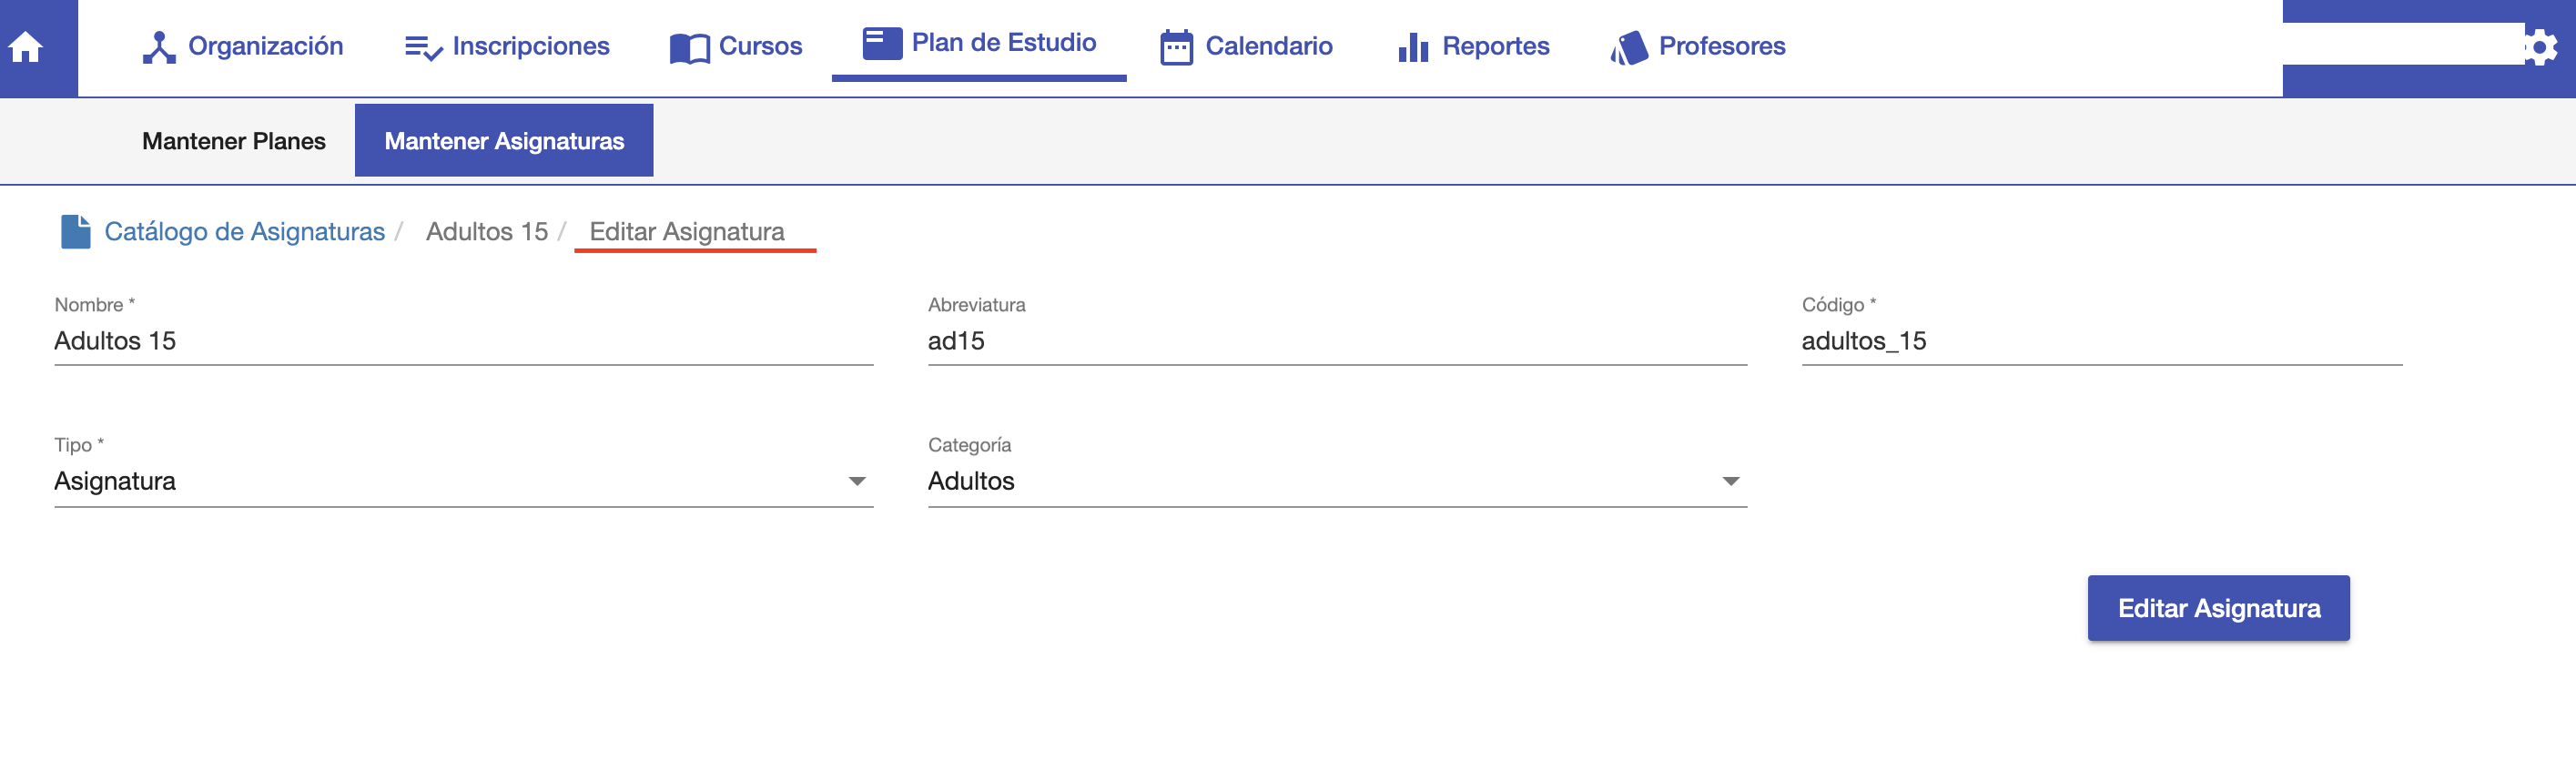 Organización Inscripciones Cursos Plan de Estudio Calendario Reportes Profesores
Mantener Planes Mantener Asignaturas
Catálogo de Asignaturas / Adultos 15 / Editar Asignatura
Nombre * Abreviatura Código *
Adultos 15 ad15 adultos_15
Tipo * Categoría
Asignatura Adultos
Editar Asignatura